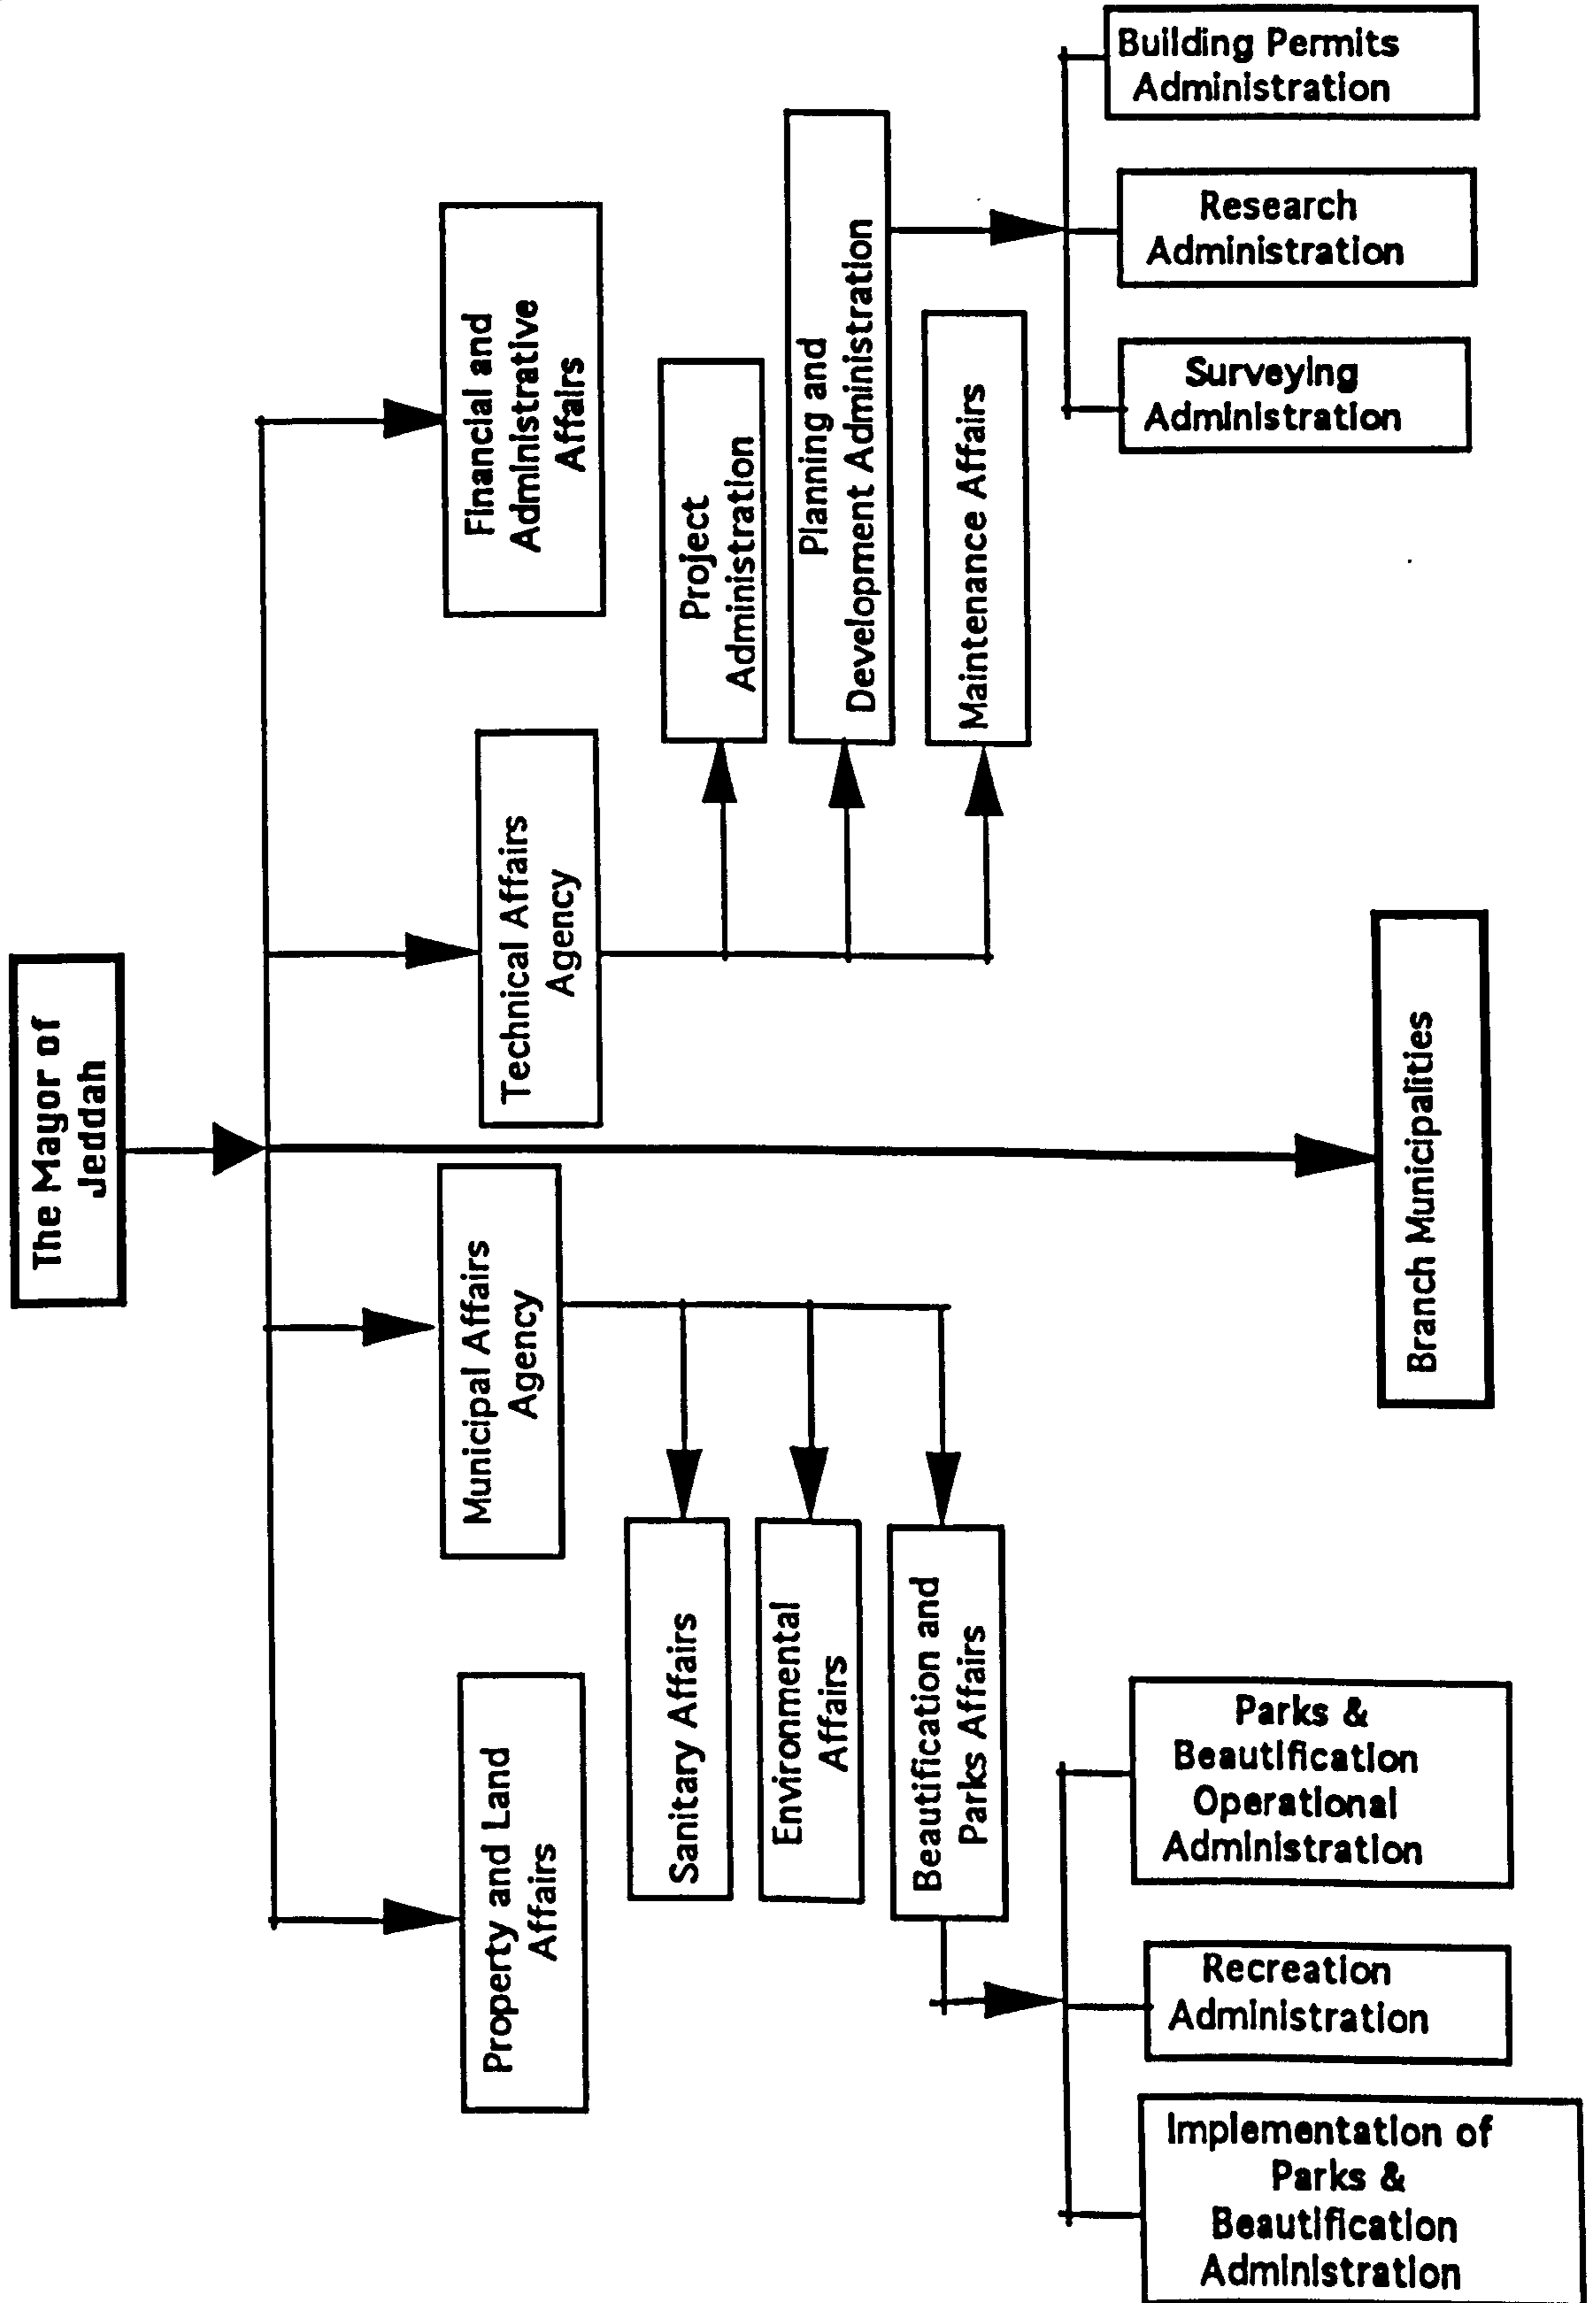 The Mayor of
Jeddah
Property and Land
Affairs
Municipal Affairs
Agency
Technical Affairs
Agency
Financial and
Administrative
Affairs
Sanitary Affairs
Environmental
Affairs
Beautification and
Parks Affairs
Project
Administration
Planning and
Development Administration
Maintenance Affairs
Implementation of
Parks &
Beautification
Administration
Recreation
Administration
Parks &
Beautification
Operational
Administration
Surveying
Administration
Research
Administration
Building Permits
Administration
Branch Municipalities